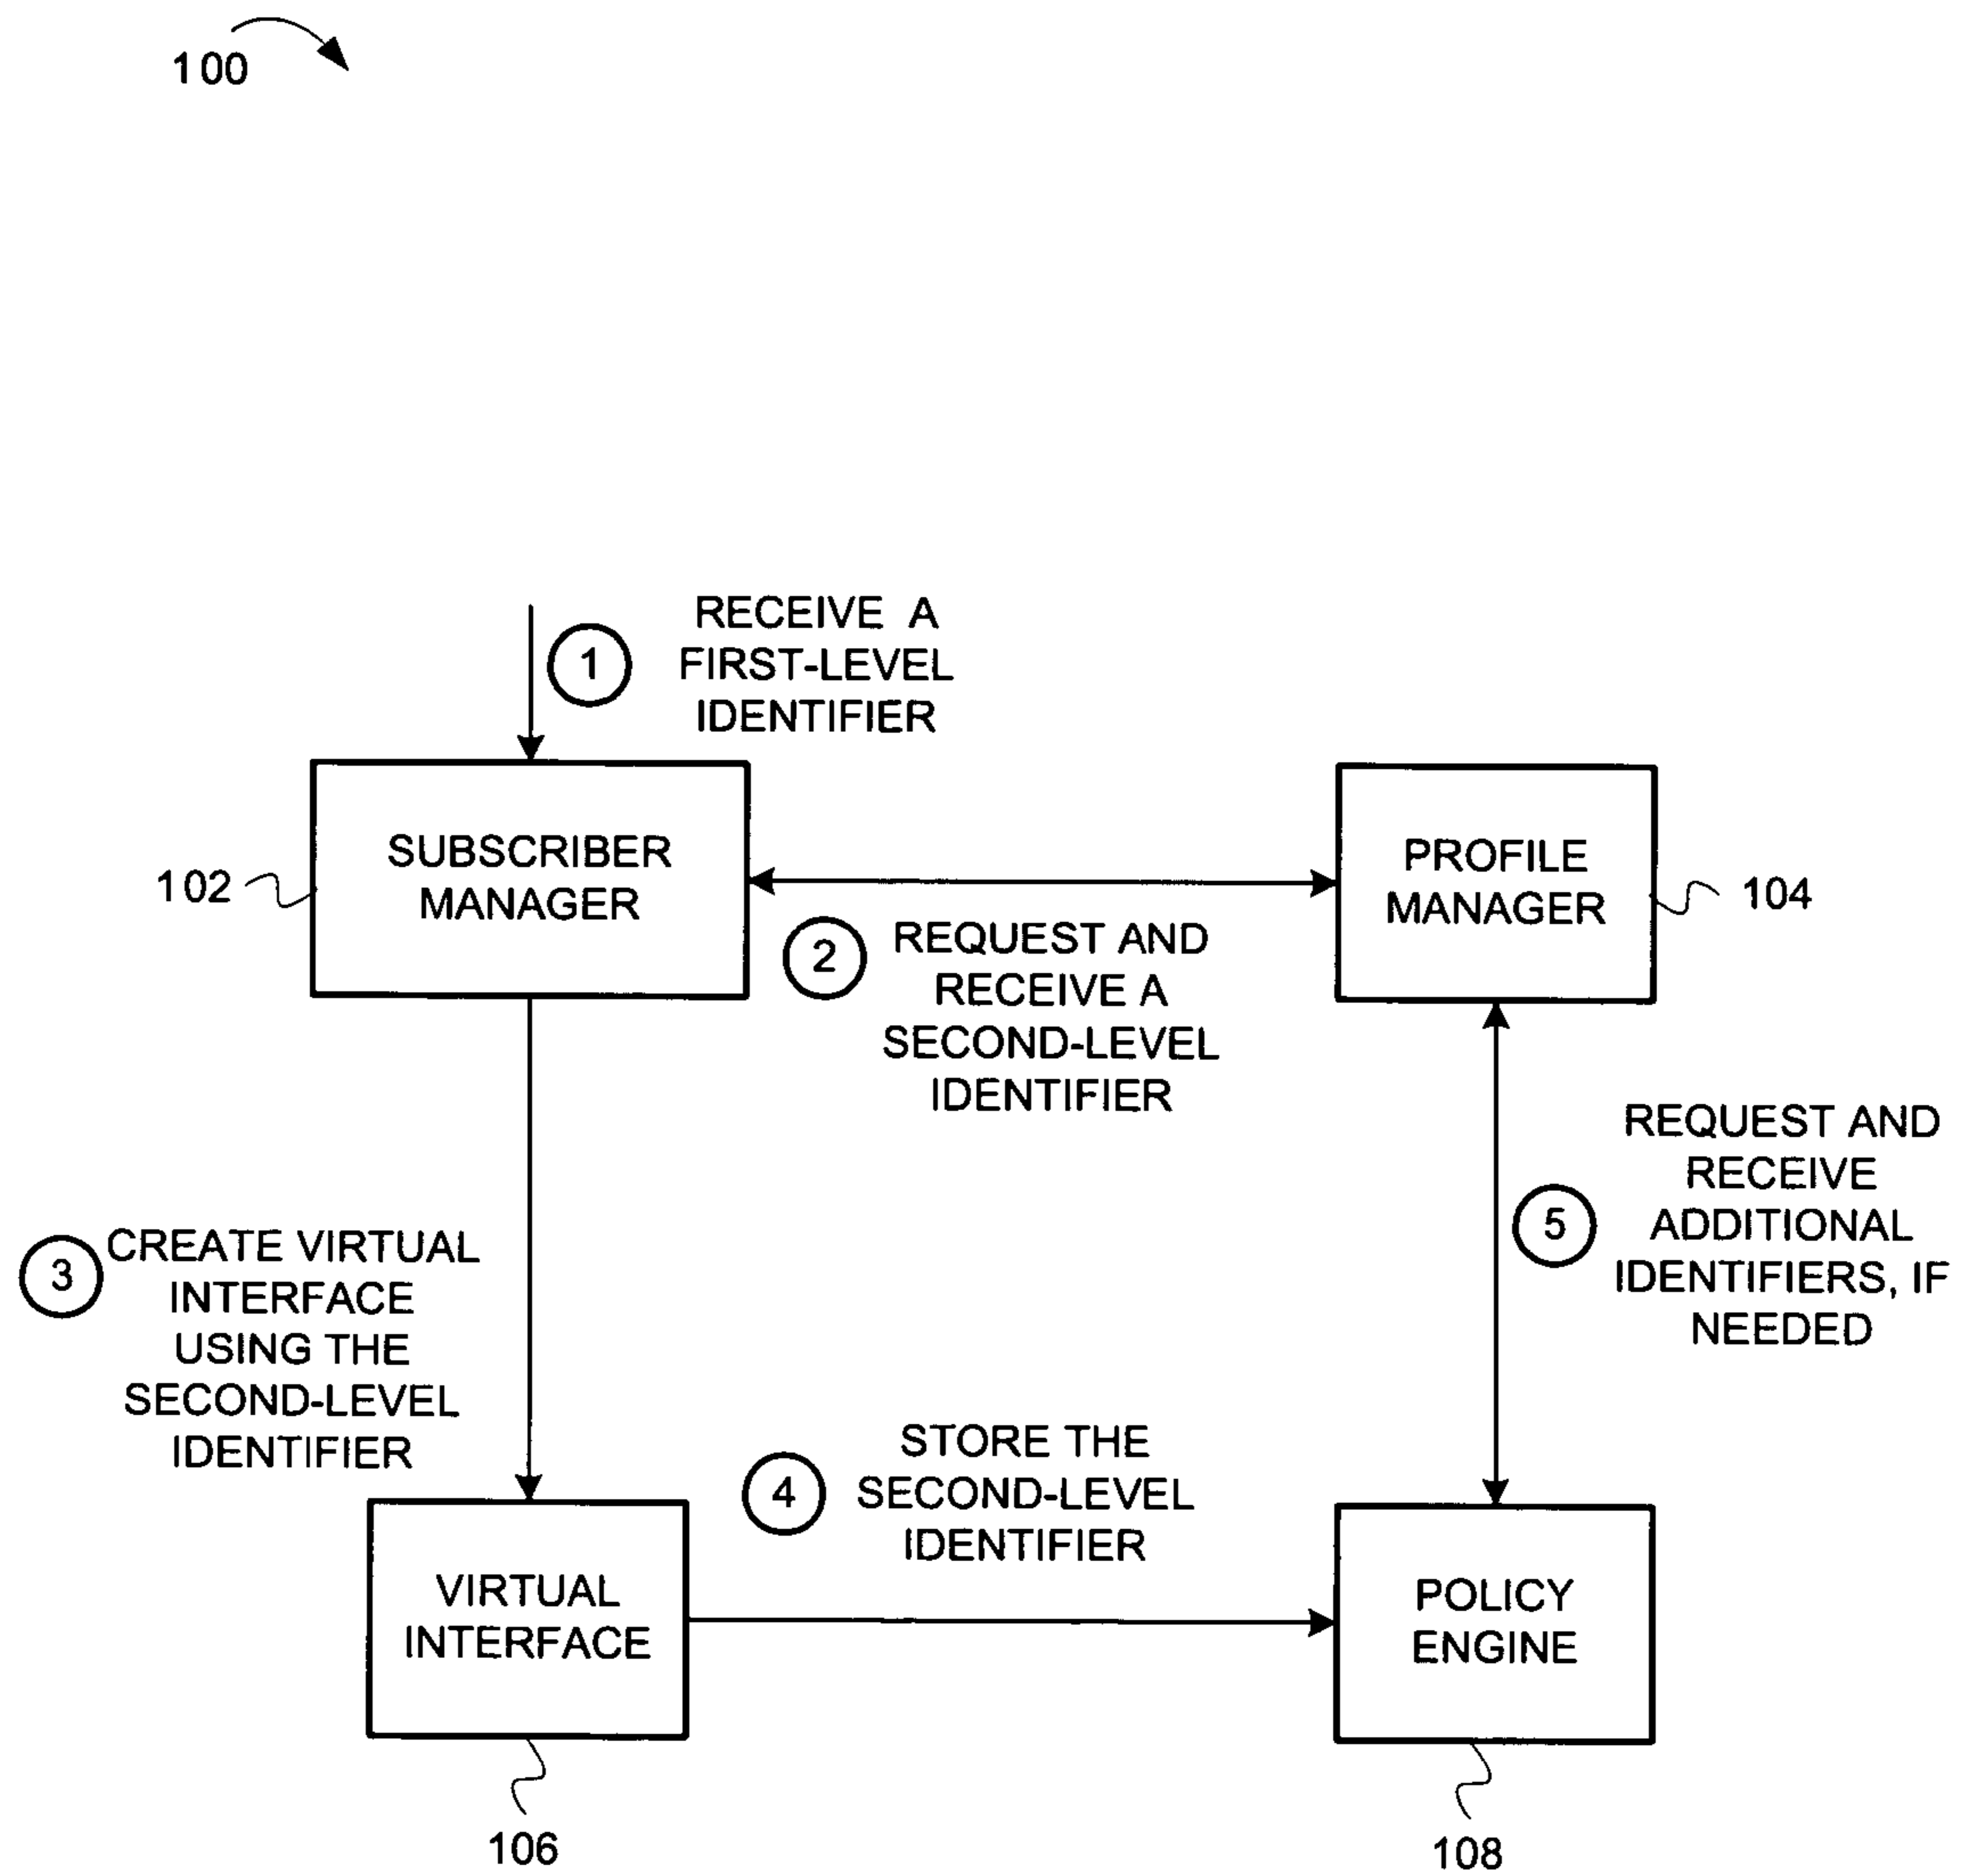 100
1
RECEIVE A
FIRST-LEVEL
IDENTIFIER
SUBSCRIBER
MANAGER
102
PROFILE
MANAGER
104
2
REQUEST AND
RECEIVE A
SECOND-LEVEL
IDENTIFIER
3
CREATE VIRTUAL
INTERFACE
USING THE
SECOND-LEVEL
IDENTIFIER
5
REQUEST AND
RECEIVE
ADDITIONAL
IDENTIFIERS, IF
NEEDED
4
STORE THE
SECOND-LEVEL
IDENTIFIER
VIRTUAL
INTERFACE
106
POLICY
ENGINE
108